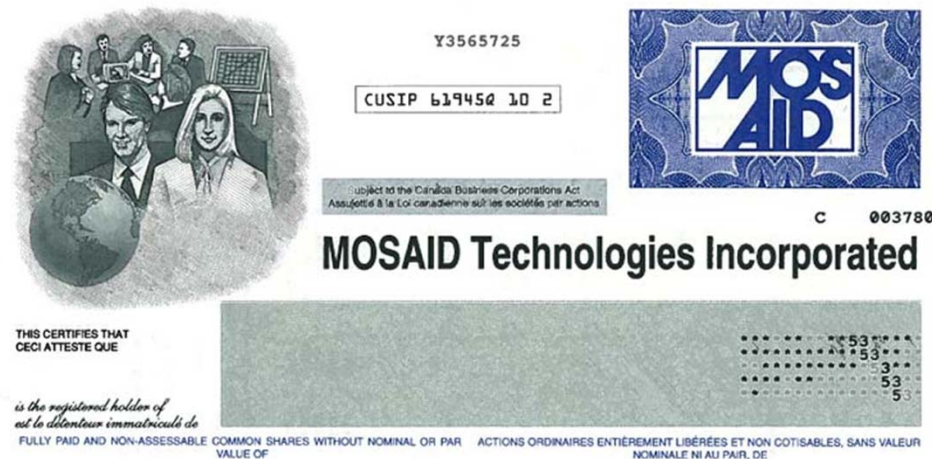 Y3565725
CUSIP 61945Q 10 2
MOS
AID
Subject to the Canada Business Corporations Act
Assujettie à la Loi canadienne sur les sociétés par actions
C 003780
MOSAID Technologies Incorporated
THIS CERTIFIES THAT
CECI ATTESTE QUE
***  **   **53**  *
*********53**
**********53*
*****   ****53
*       53
is the registered holder of
est le détenteur immatriculé de
FULLY PAID AND NON-ASSESSABLE COMMON SHARES WITHOUT NOMINAL OR PAR
VALUE OF
ACTIONS ORDINAIRES ENTIÈREMENT LIBÉRÉES ET NON COTISABLES, SANS VALEUR
NOMINALE NI AU PAIR, DE